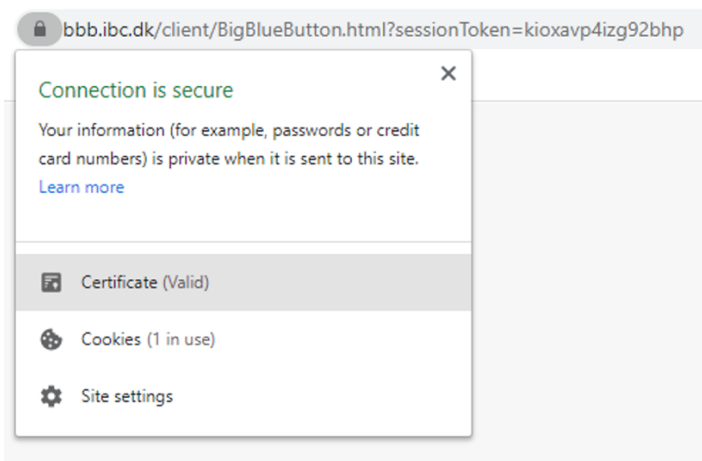 bbb.ibc.dk/client/BigBlueButton.html?sessionToken=kioxavp4izg92bhp
Connection is secure
Your information (for example, passwords or credit
card numbers) is private when it is sent to this site.
Learn more
Certificate (Valid)
Cookies (1 in use)
Site settings